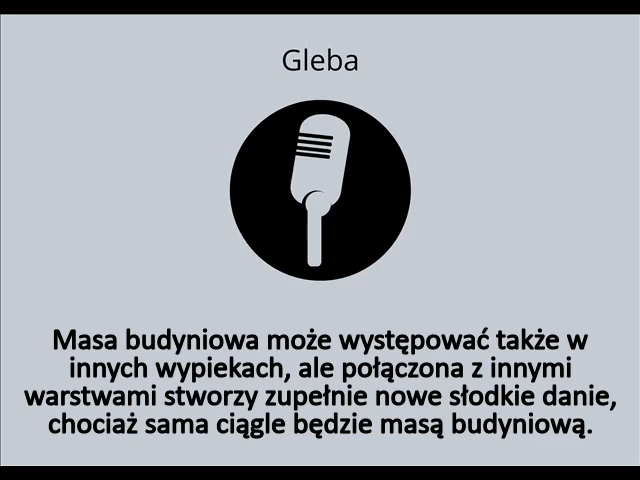 Gleba
Masa budyniowa może występować także w
innych wypiekach, ale połączona z innymi
warstwami stworzy zupełnie nowe słodkie danie,
chociaż sama ciągle będzie masą budyniową.